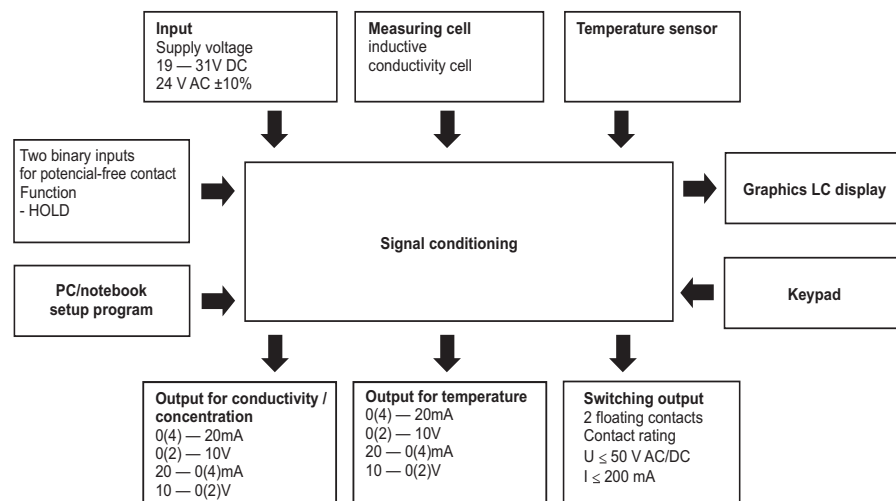 Input
Supply voltage
19 — 31V DC
24 V AC ±10%
Measuring cell
inductive
conductivity cell
Temperature sensor
Two binary inputs
for potencial-free contact
Function
- HOLD
Signal conditioning
Graphics LC display
PC/notebook
setup program
Keypad
Output for conductivity /
concentration
0(4) — 20mA
0(2) — 10V
20 — 0(4)mA
10 — 0(2)V
Output for temperature
0(4) — 20mA
0(2) — 10V
20 — 0(4)mA
10 — 0(2)V
Switching output
2 floating contacts
Contact rating
U ≤ 50 V AC/DC
I ≤ 200 mA